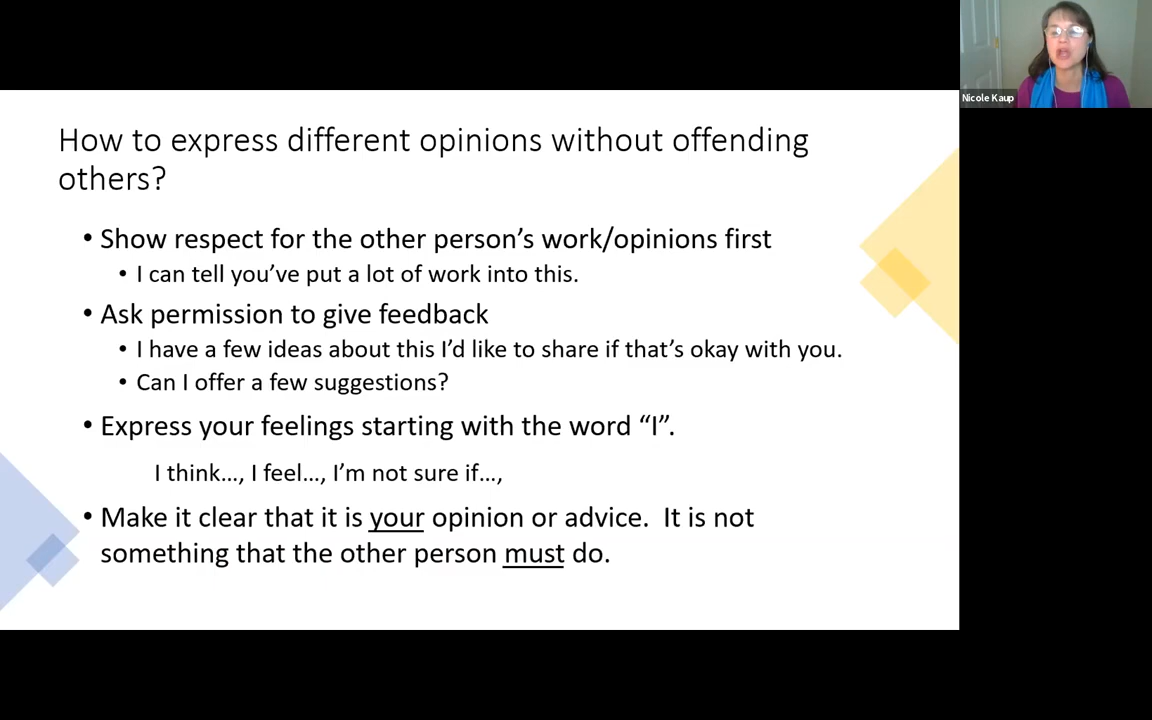 How to express different opinions without offending
others?
• Show respect for the other person's work/opinions first
• I can tell you've put a lot of work into this.
• Ask permission to give feedback
• I have a few ideas about this I'd like to share if that's okay with you.
• Can I offer a few suggestions?
• Express your feelings starting with the word “I”.
I think…, I feel…, I'm not sure if…,
• Make it clear that it is your opinion or advice.  It is not
something that the other person must do.
Nicole Kaup